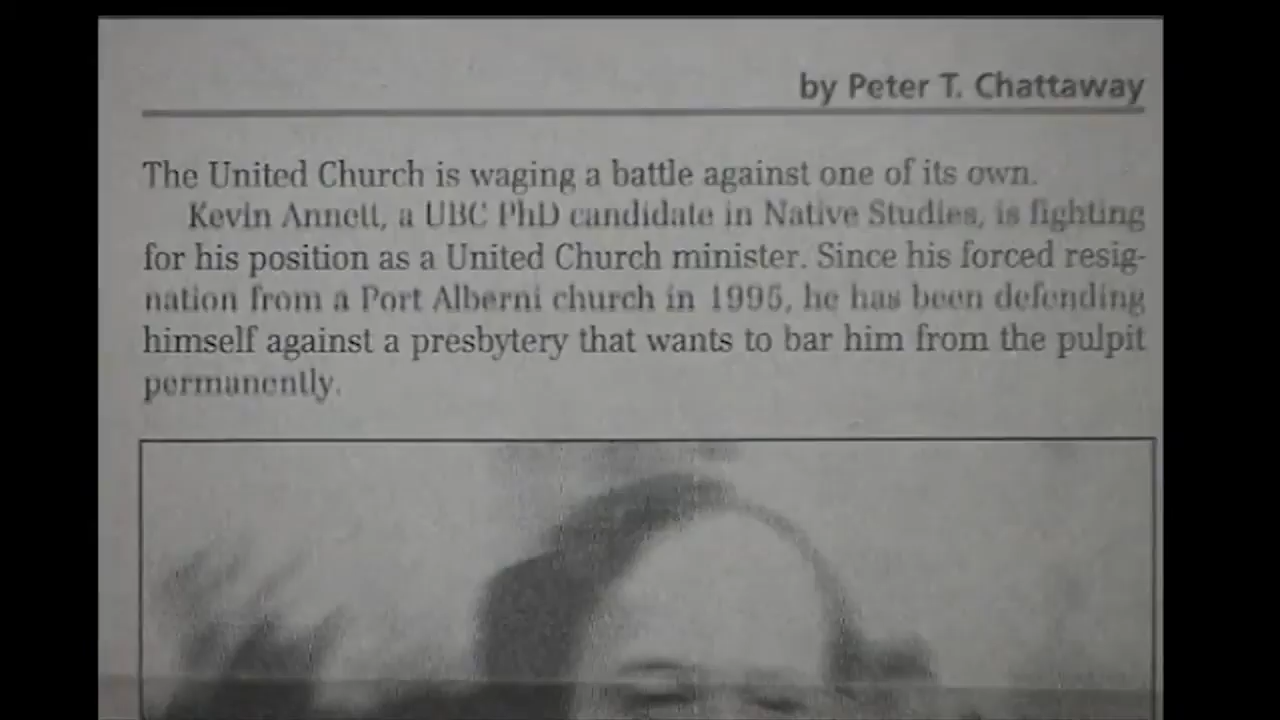 by Peter T. Chattaway
The United Church is waging a battle against one of its own.
Kevin Annett, a UBC PhD candidate in Native Studies, is fighting
for his position as a United Church minister. Since his forced resig-
nation from a Port Alberni church in 1995, he has been defending
himself against a presbytery that wants to bar him from the pulpit
permanently.